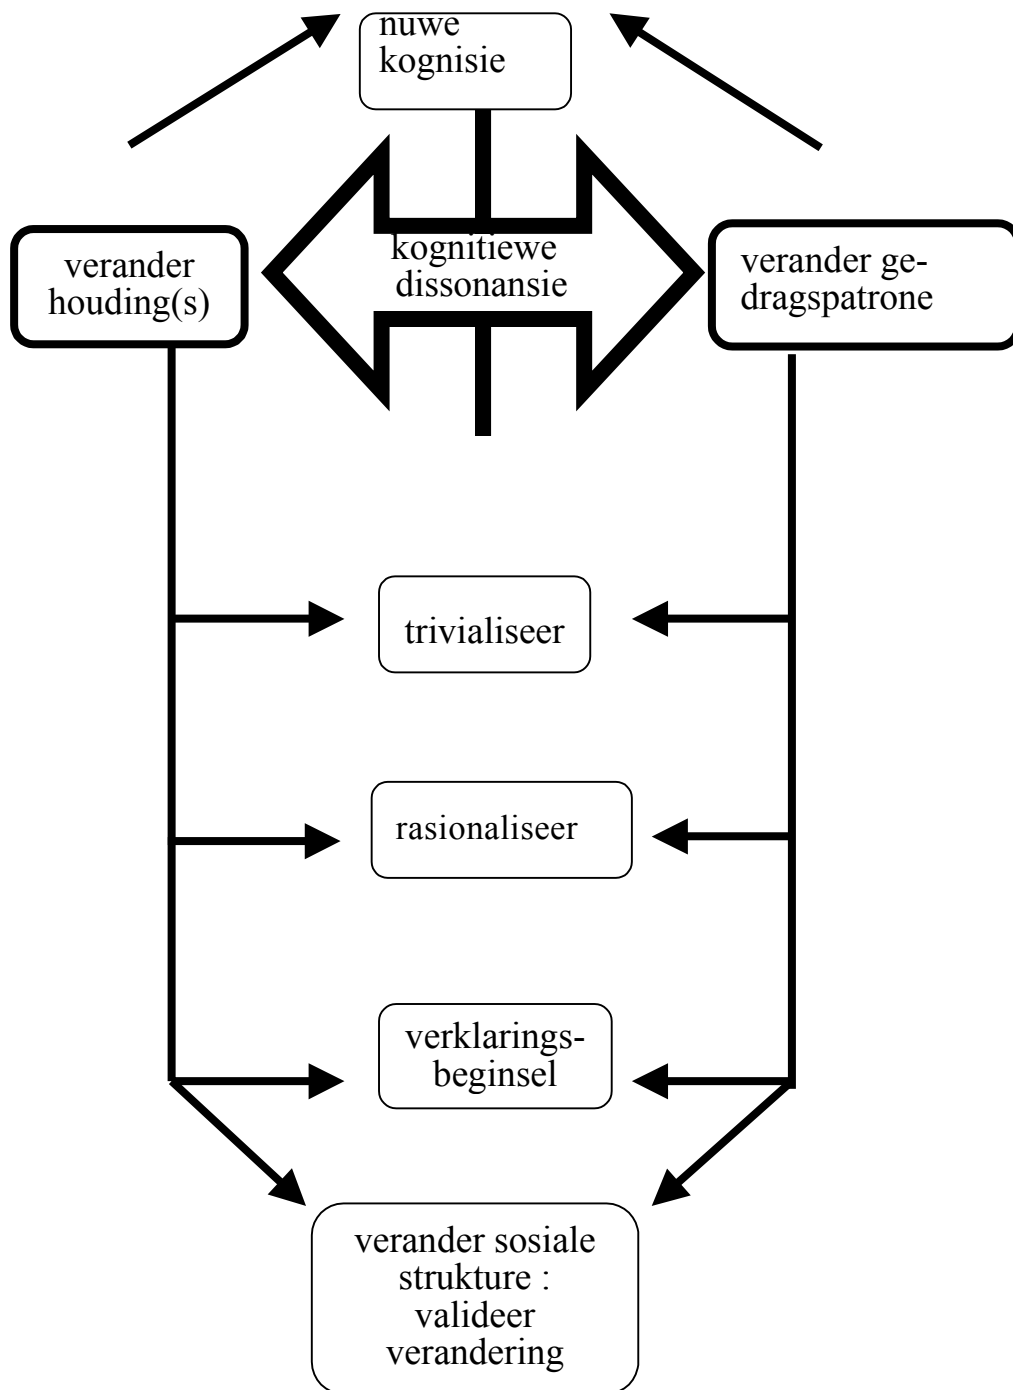 nuwe
kognisie
kognitiewe
dissonansie
verander
houding(s)
verander ge-
dragspatrone
trivialiseer
rasionaliseer
verklarings-
beginsel
verander sosiale
strukture :
valideer
verandering